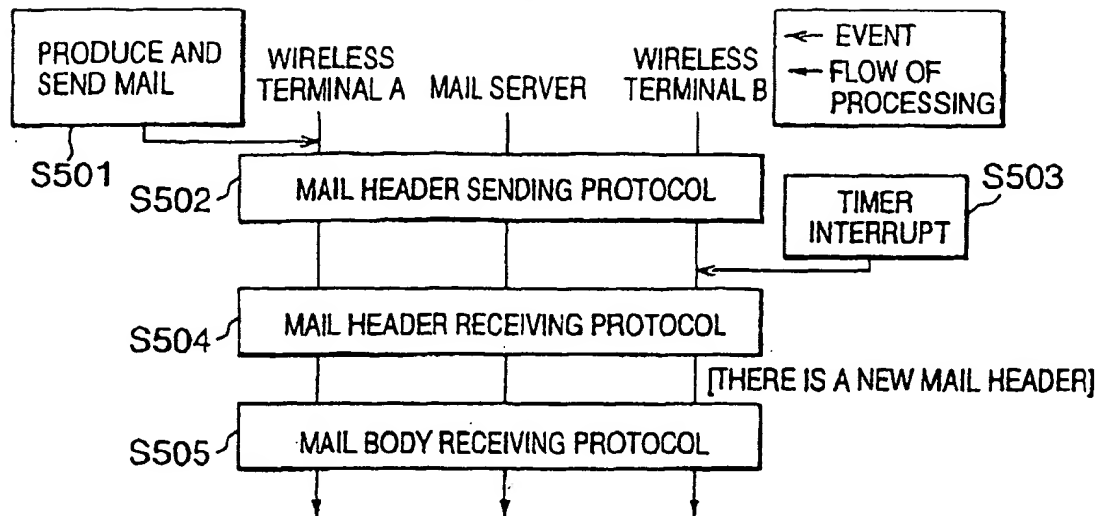 PRODUCE AND
SEND MAIL
S501
WIRELESS
TERMINAL A
MAIL SERVER
WIRELESS
TERMINAL B
EVENT
FLOW OF
PROCESSING
S502
MAIL HEADER SENDING PROTOCOL
S503
TIMER
INTERRUPT
S504
MAIL HEADER RECEIVING PROTOCOL
[THERE IS A NEW MAIL HEADER]
S505
MAIL BODY RECEIVING PROTOCOL